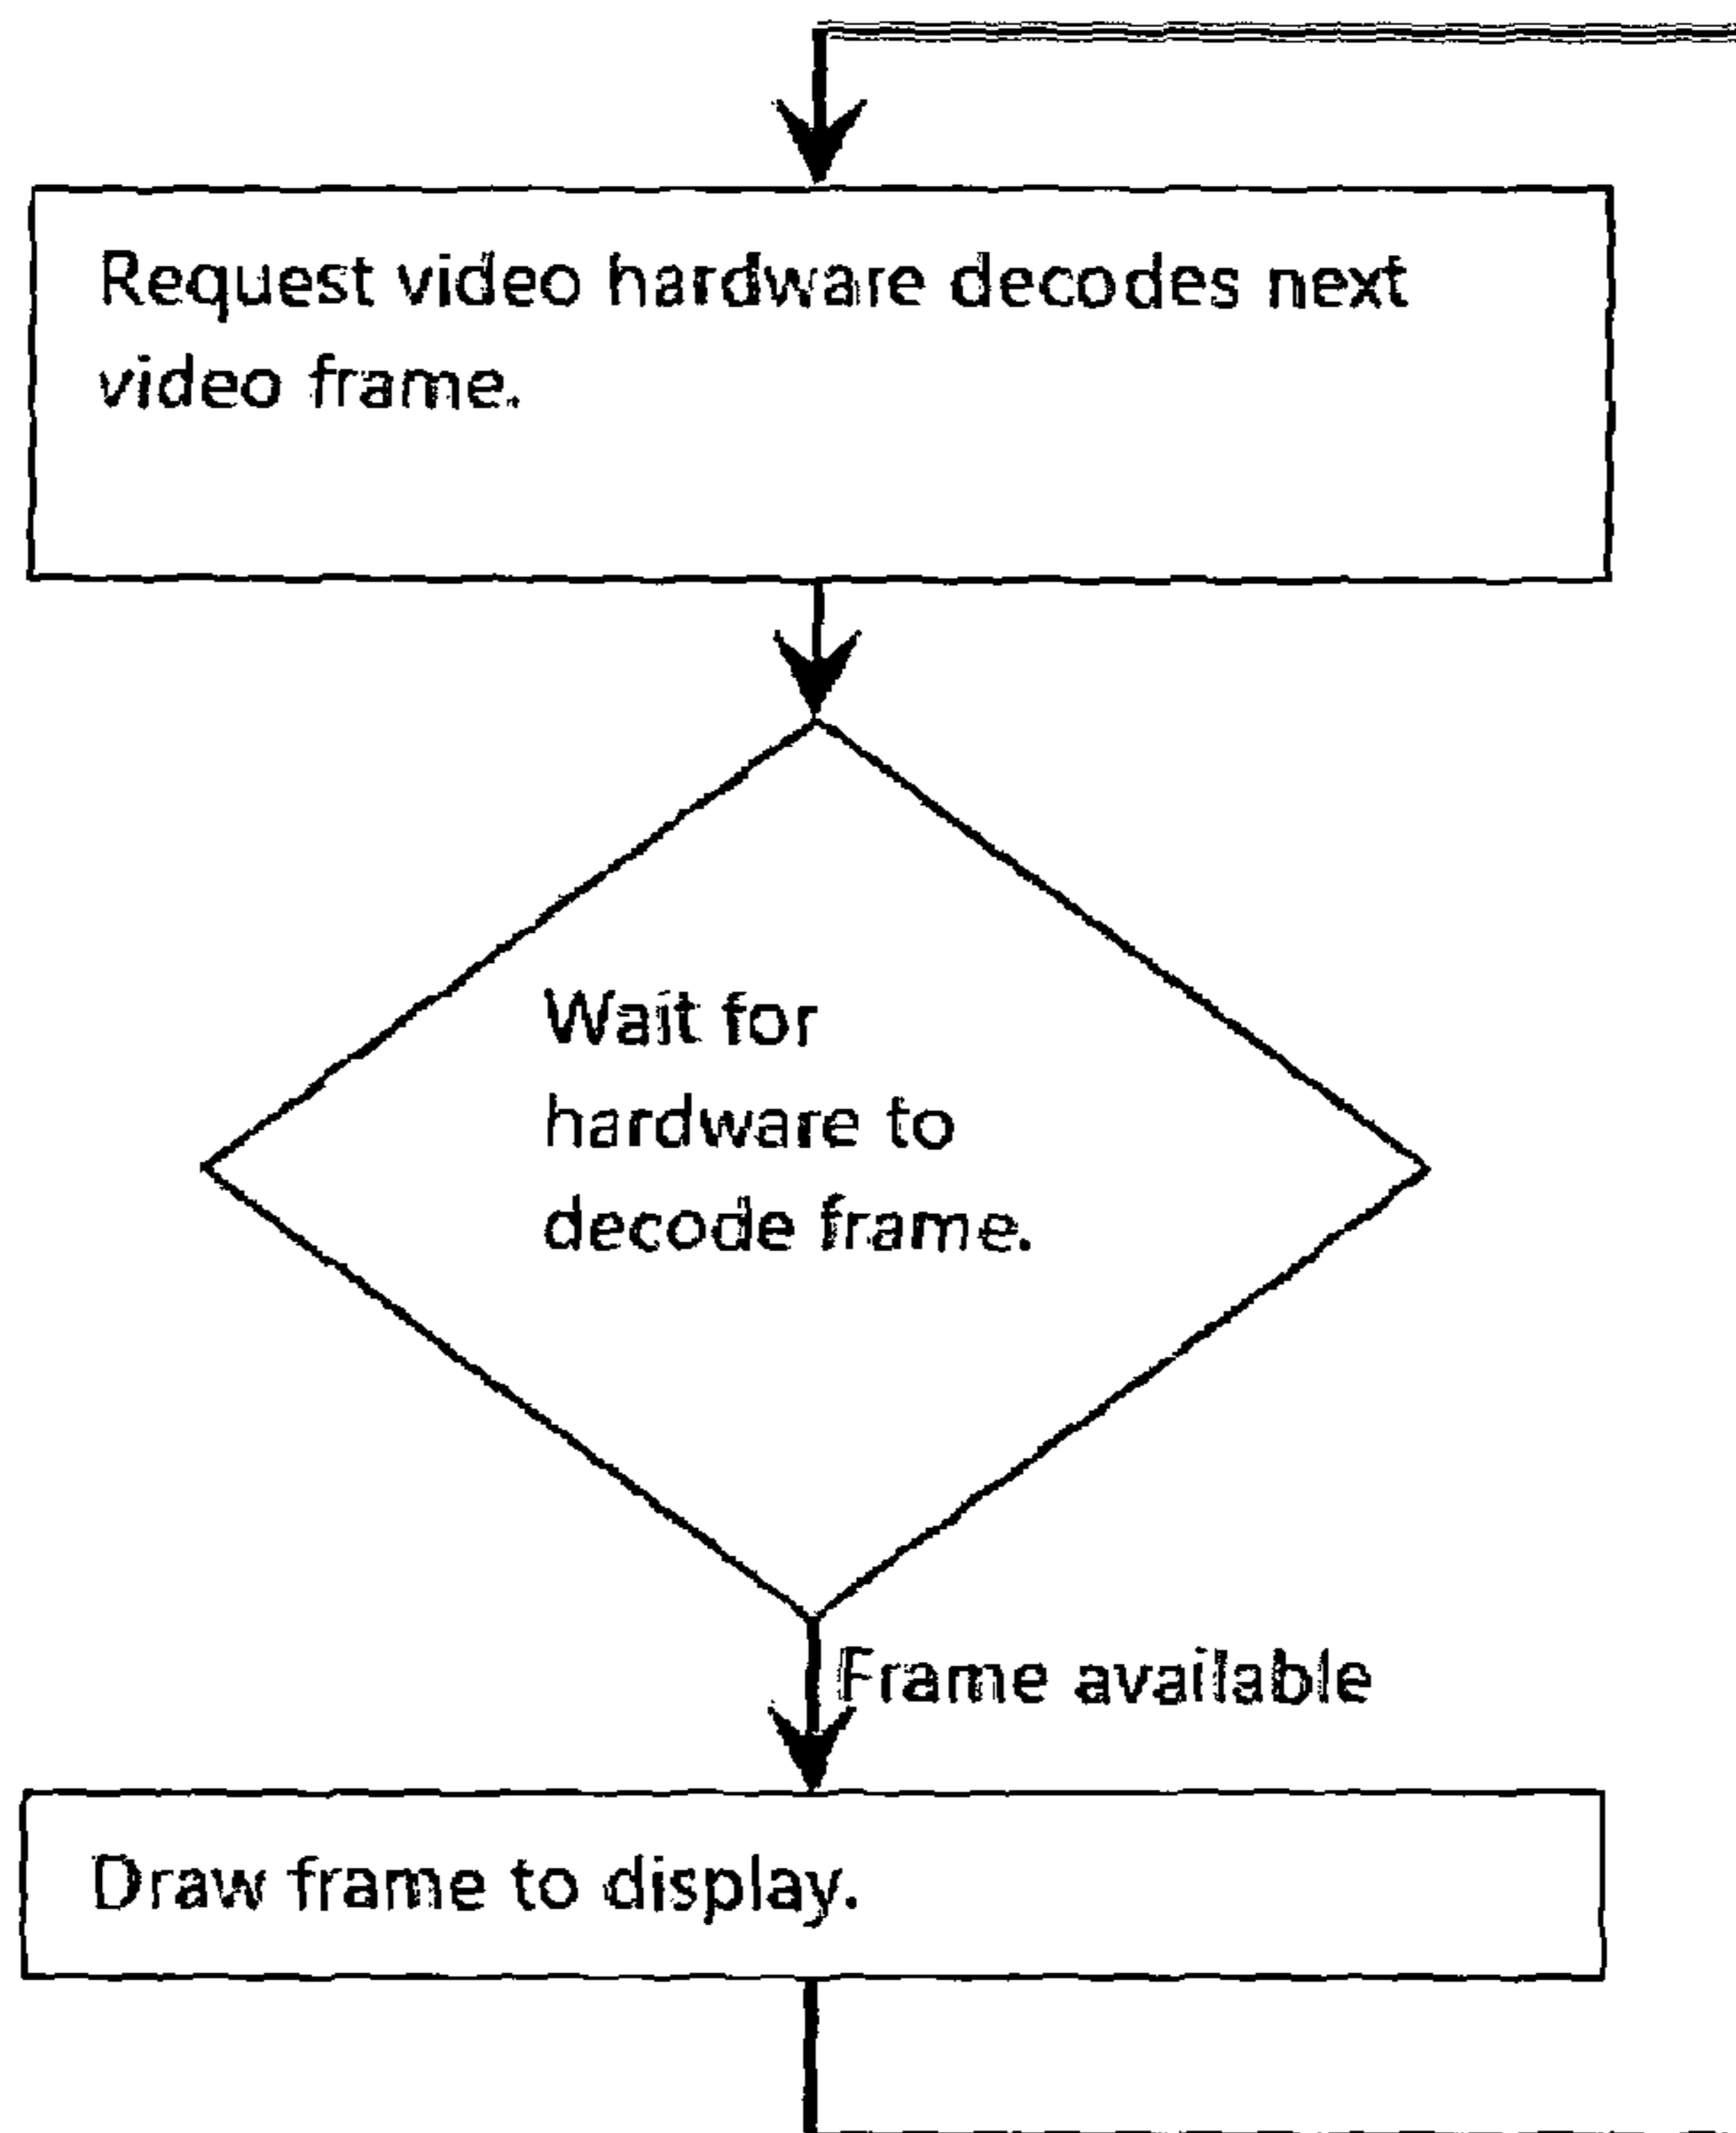 Request video hardware decodes next
video frame.
Wait for
hardware to
decode frame.
Frame available
Draw frame to display.